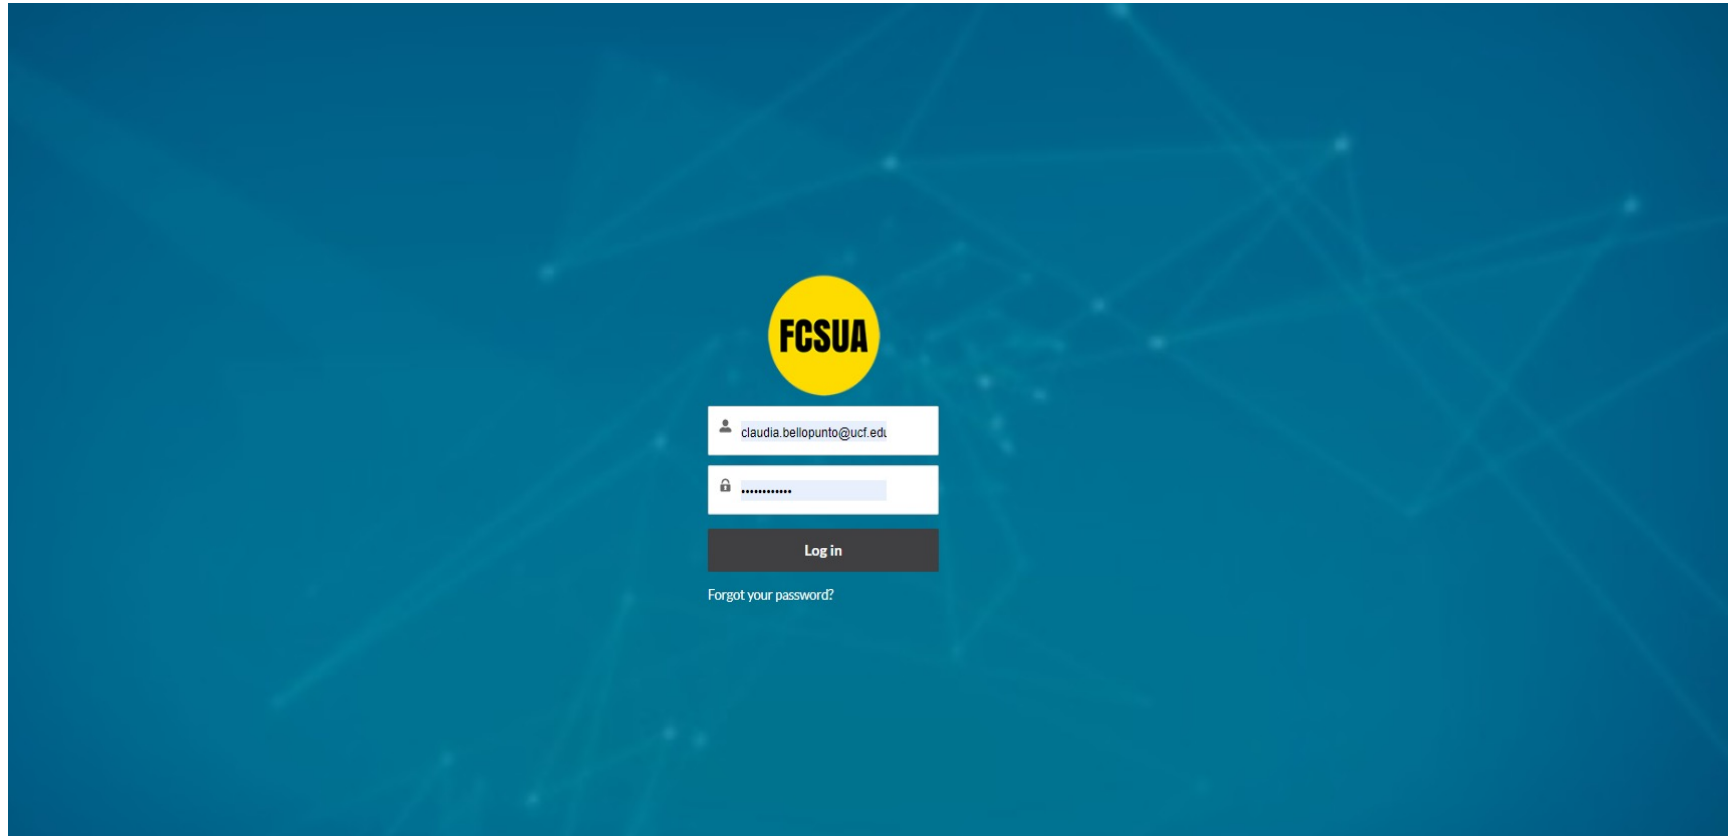 FCSUA
claudia.bellopunto@ucf.edu
••••••••••••
Log in
Forgot your password?